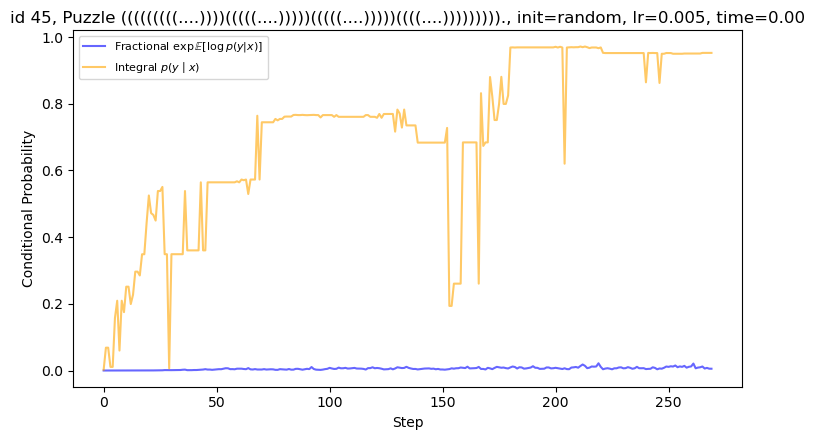 id 45, Puzzle (((((((((....))))(((((....)))))(((((....)))))((((....)))))))))., init=random, lr=0.005, time=0.00
Fractional exp𝔼[log p(y|x)]
Integral p(y | x)
Conditional Probability
1.0
0.8
0.6
0.4
0.2
0.0
0 50 100 150 200 250
Step